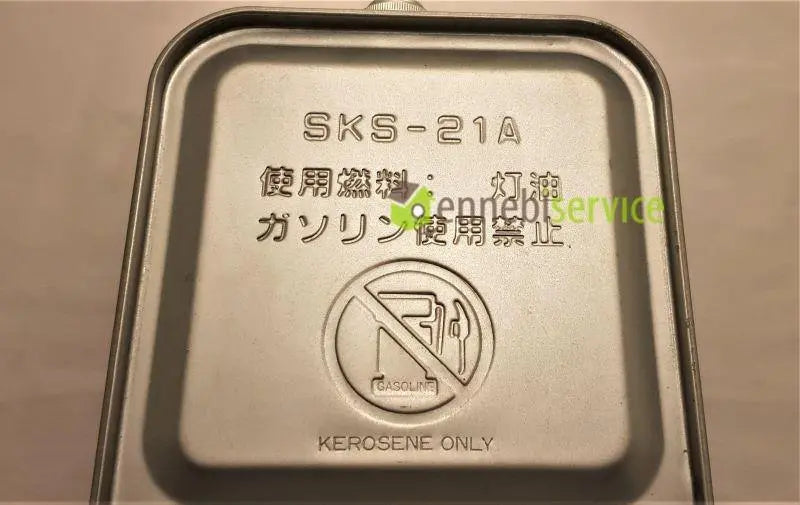 SKS-21A
使用燃料: 灯油
ennebiservice
ガソリン使用禁止
GASOLINE
KEROSENE ONLY